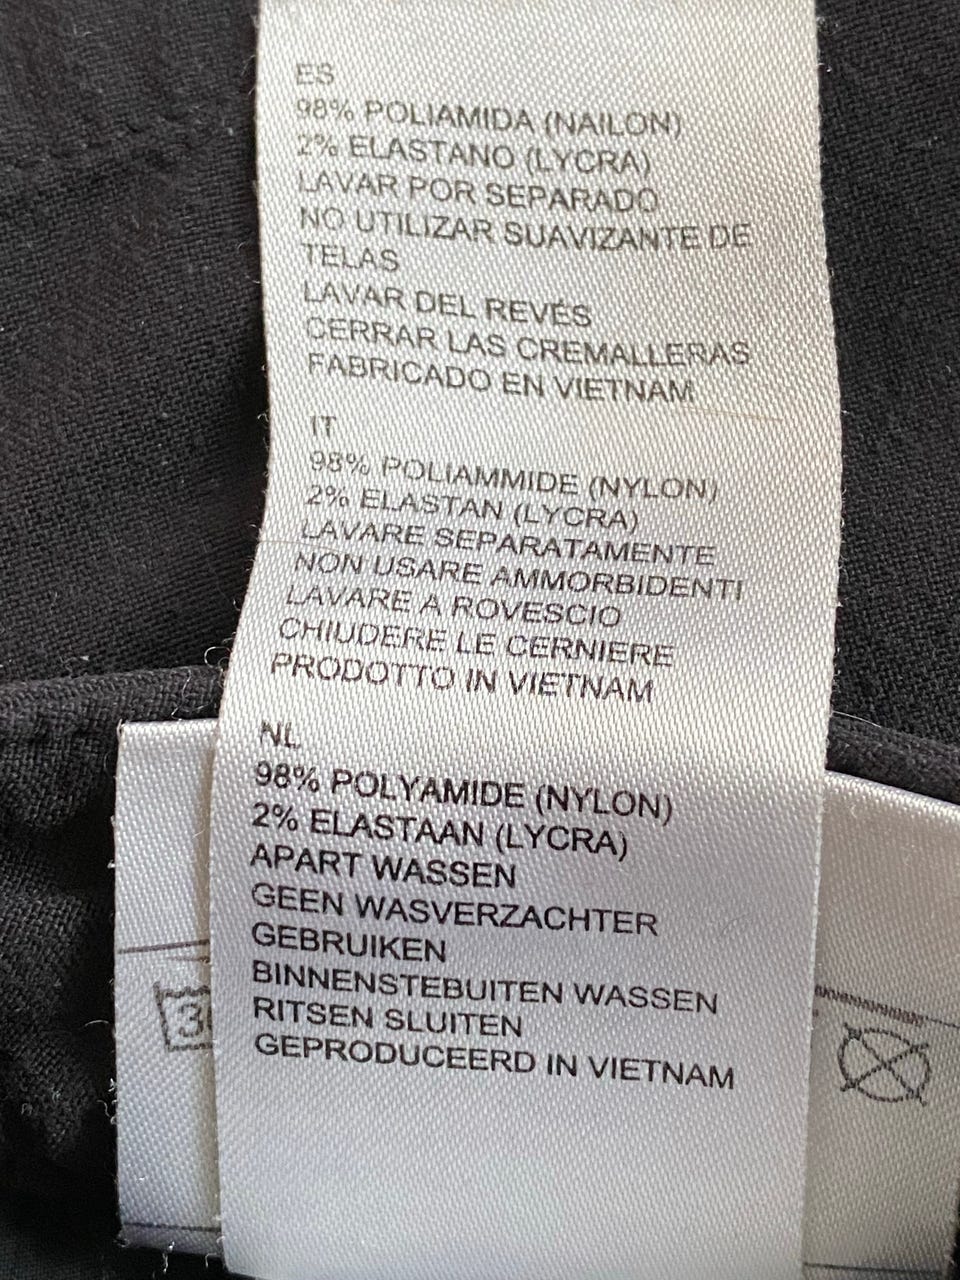 ES
98% POLIAMIDA (NAILON)
2% ELASTANO (LYCRA)
LAVAR POR SEPARADO
NO UTILIZAR SUAVIZANTE DE
TELAS
LAVAR DEL REVÉS
CERRAR LAS CREMALLERAS
FABRICADO EN VIETNAM
IT
98% POLIAMMIDE (NYLON)
2% ELASTAN (LYCRA)
LAVARE SEPARATAMENTE
NON USARE AMMORBIDENTI
LAVARE A ROVESCIO
CHIUDERE LE CERNIERE
PRODOTTO IN VIETNAM
NL
98% POLYAMIDE (NYLON)
2% ELASTAAN (LYCRA)
APART WASSEN
GEEN WASVERZACHTER
GEBRUIKEN
BINNENSTEBUITEN WASSEN
RITSEN SLUITEN
GEPRODUCEERD IN VIETNAM